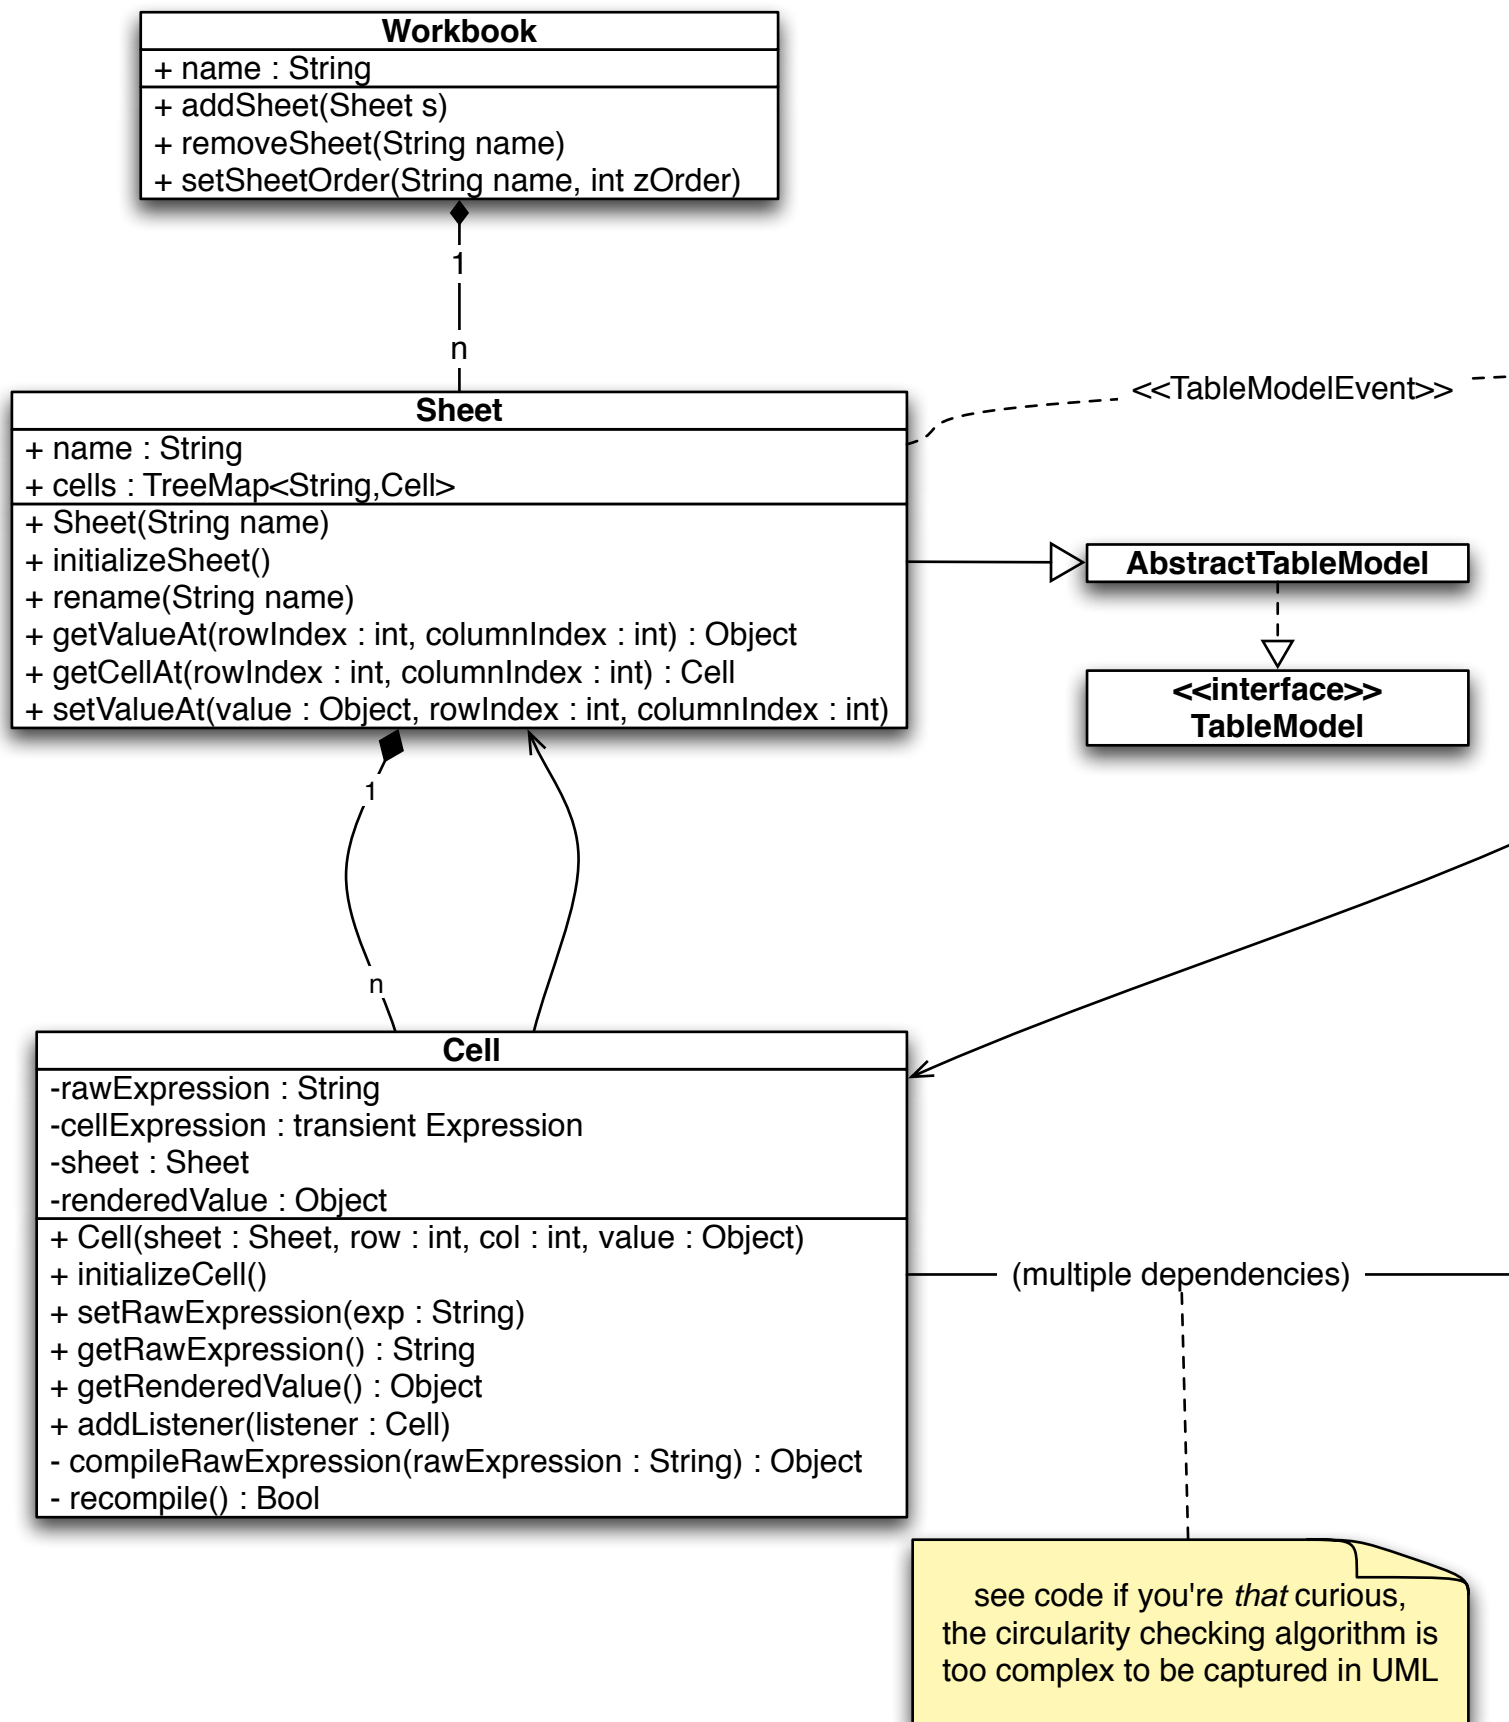 Workbook
+ name : String
+ addSheet(Sheet s)
+ removeSheet(String name)
+ setSheetOrder(String name, int zOrder)
1
n
<<TableModelEvent>>
Sheet
+ name : String
+ cells : TreeMap<String,Cell>
+ Sheet(String name)
+ initializeSheet()
+ rename(String name)
+ getValueAt(rowIndex : int, columnIndex : int) : Object
+ getCellAt(rowIndex : int, columnIndex : int) : Cell
+ setValueAt(value : Object, rowIndex : int, columnIndex : int)
AbstractTableModel
<<interface>>
TableModel
1
n
Cell
-rawExpression : String
-cellExpression : transient Expression
-sheet : Sheet
-renderedValue : Object
+ Cell(sheet : Sheet, row : int, col : int, value : Object)
+ initializeCell()
+ setRawExpression(exp : String)
+ getRawExpression() : String
+ getRenderedValue() : Object
+ addListener(listener : Cell)
- compileRawExpression(rawExpression : String) : Object
- recompile() : Bool
(multiple dependencies)
see code if you're that curious,
the circularity checking algorithm is
too complex to be captured in UML